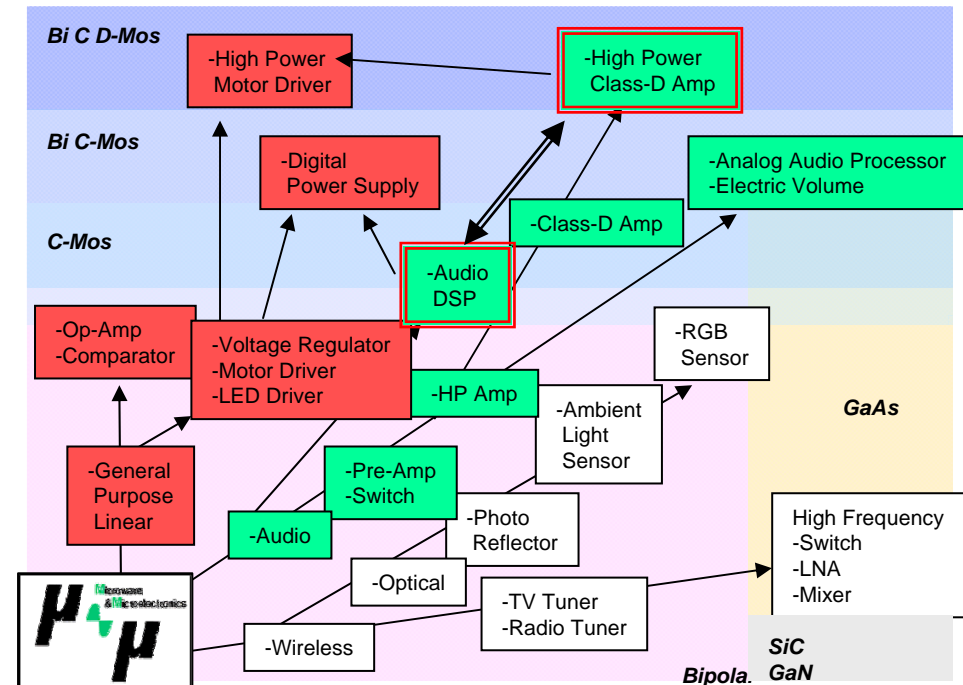 Bi C D-Mos
-High Power
Motor Driver
-High Power
Class-D Amp
Bi C-Mos
-Digital
Power Supply
-Analog Audio Processor
-Electric Volume
-Class-D Amp
C-Mos
-Audio
DSP
-Op-Amp
-Comparator
-Voltage Regulator
-Motor Driver
-LED Driver
-RGB
Sensor
-HP Amp
-Ambient
Light
Sensor
GaAs
-General
Purpose
Linear
-Pre-Amp
-Switch
-Audio
-Photo
Reflector
High Frequency
-Switch
-LNA
-Mixer
-Optical
-TV Tuner
-Radio Tuner
-Wireless
μ μ
Microwave
& Microelectronics
SiC
GaN
Bipola